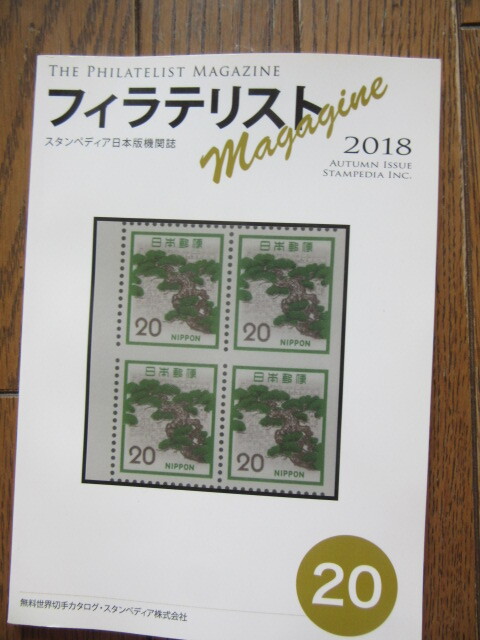 THE PHILATELIST MAGAZINE
フィラテリスト
Magagine
スタンペディア日本版機関誌
2018
AUTUMN ISSUE
STAMPEDIA INC.
日本郵便
20
NIPPON
日本郵便
20
NIPPON
日本郵便
20
NIPPON
日本郵便
20
NIPPON
20
無料世界切手カタログ・スタンペディア株式会社